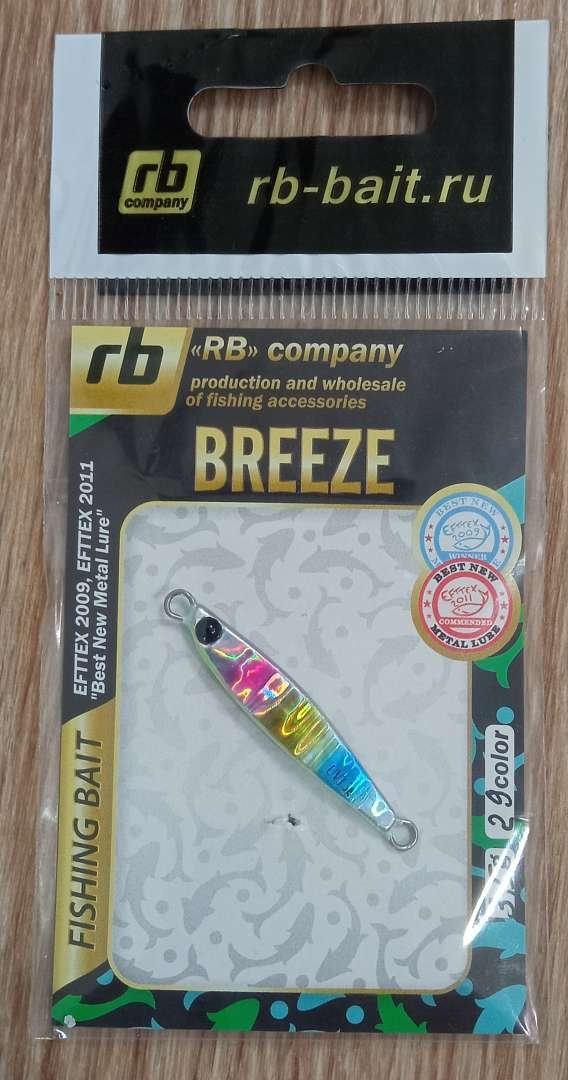 rb
company
rb-bait.ru
rb
«RB» company
production and wholesale
of fishing accessories
BREEZE
EFTTEX 2009, EFTTEX 2011
"Best New Metal Lure"
FISHING BAIT
BEST NEW
EFTTEX
2009
WINNER
BEST NEW
EFTTEX
2011
COMMENDED
METAL LURE
color